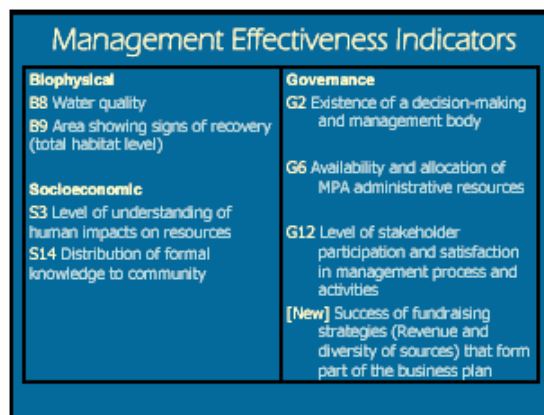 Management Effectiveness Indicators
Biophysical
B8 Water quality
B9 Area showing signs of recovery
(total habitat level)
Socioeconomic
S3 Level of understanding of
human impacts on resources
S14 Distribution of formal
knowledge to community
Governance
G2 Existence of a decision-making
and management body
G6 Availability and allocation of
MPA administrative resources
G12 Level of stakeholder
participation and satisfaction
in management process and
activities
[New] Success of fundraising
strategies (Revenue and
diversity of sources) that form
part of the business plan